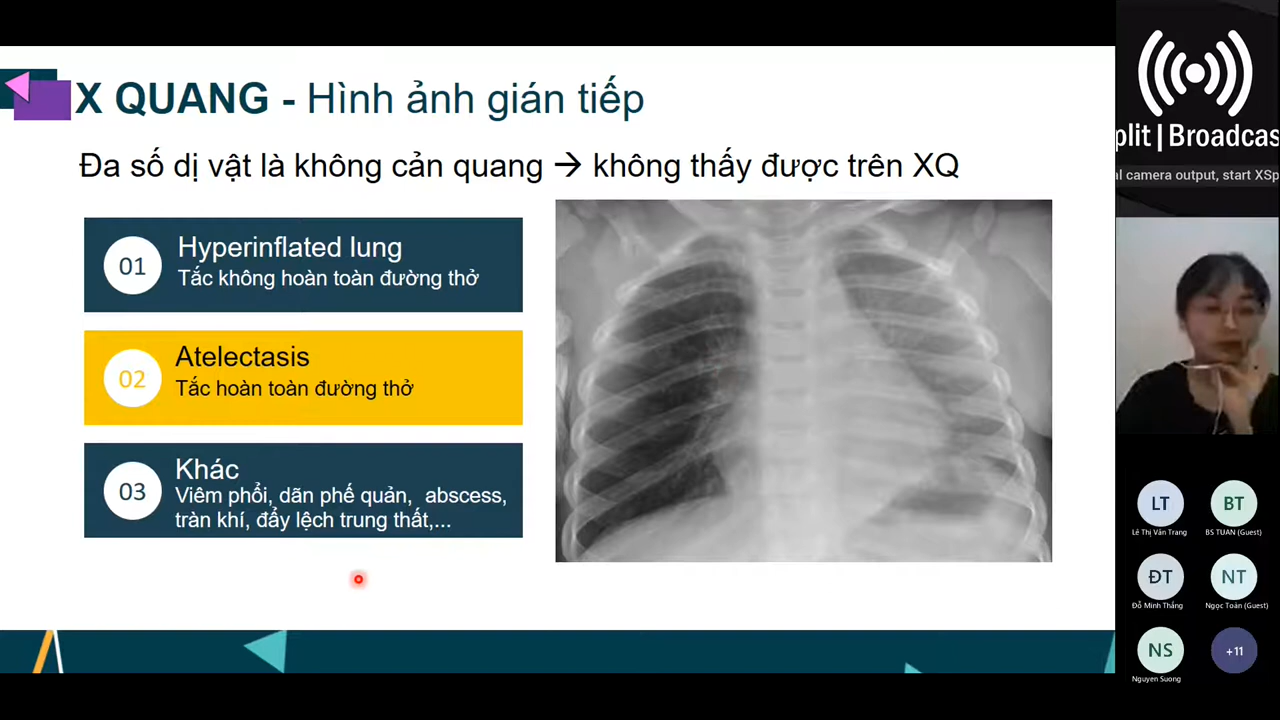 X QUANG - Hình ảnh gián tiếp
Đa số dị vật là không cản quang → không thấy được trên XQ
01
Hyperinflated lung
Tắc không hoàn toàn đường thở
02
Atelectasis
Tắc hoàn toàn đường thở
03
Khác
Viêm phổi, dãn phế quản, abscess,
tràn khí, đẩy lệch trung thất,...
plit | Broadcas
al camera output, start XSp
LT
Lê Thị Vân Trang
BT
BS TUAN (Guest)
ĐT
Đỗ Minh Thắng
NT
Ngọc Toàn (Guest)
NS
Nguyen Suong
+11